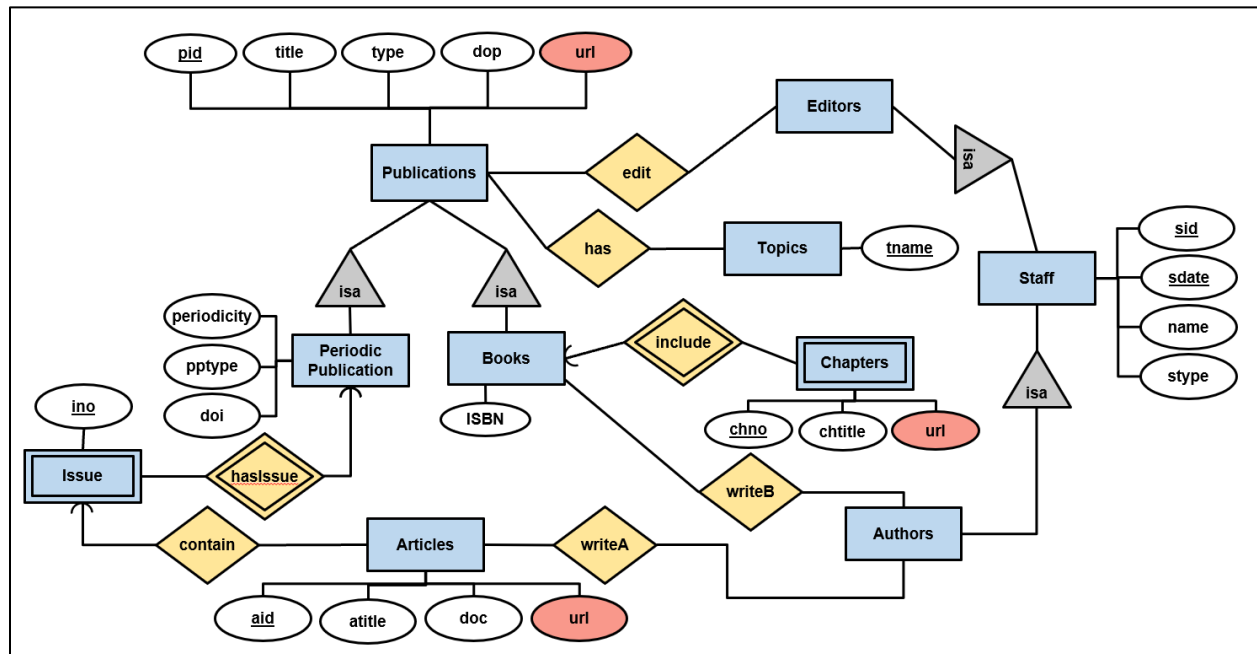 pid
title
type
dop
url
Editors
Publications
edit
isa
has
Topics
tname
sid
sdate
name
stype
Staff
isa
isa
periodicity
pptype
doi
Periodic
Publication
Books
ISBN
include
Chapters
chno
chtitle
url
isa
ino
Issue
hasIssue
writeB
contain
Articles
writeA
Authors
aid
atitle
doc
url